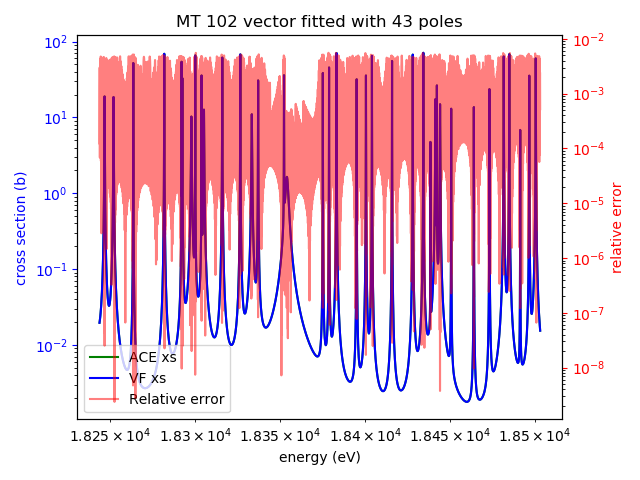 MT 102 vector fitted with 43 poles
10² 10¹ 10⁰ 10⁻¹ 10⁻²
cross section (b)
10⁻² 10⁻³ 10⁻⁴ 10⁻⁵ 10⁻⁶ 10⁻⁷ 10⁻⁸
relative error
ACE xs
VF xs
Relative error
1.825 × 10⁴ 1.83 × 10⁴ 1.835 × 10⁴ 1.84 × 10⁴ 1.845 × 10⁴ 1.85 × 10⁴
energy (eV)